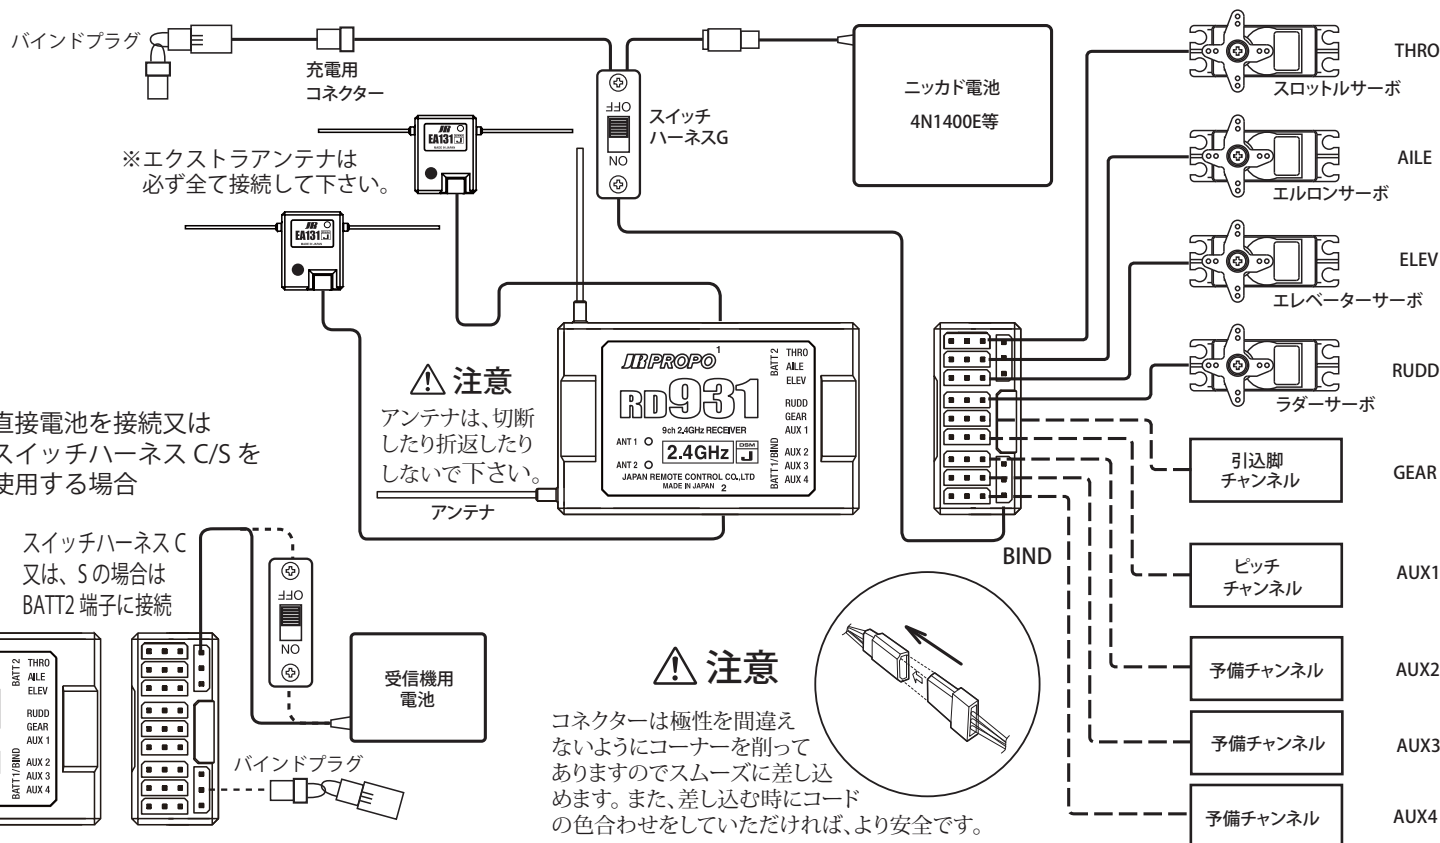 バインドプラグ
充電用
コネクター
OFF
ON
スイッチ
ハーネスG
ニッカド電池
4N1400E等
スロットルサーボ
THRO
エルロンサーボ
AILE
エレベーターサーボ
ELEV
ラダーサーボ
RUDD
※エクストラアンテナは
必ず全て接続して下さい。
JR
EA131 J
MADE IN JAPAN
JR
EA131 J
MADE IN JAPAN
注意
アンテナは、切断
したり折返したり
しないで下さい。
アンテナ
JR PROPO
1
RD931
9ch 2.4GHz RECEIVER
ANT 1
2.4GHz
DSM
J
ANT 2
JAPAN REMOTE CONTROL CO.,LTD
MADE IN JAPAN
2
BATT 2
THRO
AILE
ELEV
RUDD
GEAR
AUX 1
BATT1/BIND
AUX 2
AUX 3
AUX 4
BIND
引込脚
チャンネル
GEAR
ピッチ
チャンネル
AUX1
予備チャンネル
AUX2
予備チャンネル
AUX3
予備チャンネル
AUX4
直接電池を接続又は
スイッチハーネス C/S を
使用する場合
スイッチハーネス C
又は、S の場合は
BATT2 端子に接続
OFF
ON
受信機用
電池
BATT 2
THRO
AILE
ELEV
RUDD
GEAR
AUX 1
BATT1/BIND
AUX 2
AUX 3
AUX 4
バインドプラグ
注意
コネクターは極性を間違え
ないようにコーナーを削って
ありますのでスムーズに差し込
めます。また、差し込む時にコード
の色合わせをしていただければ、より安全です。